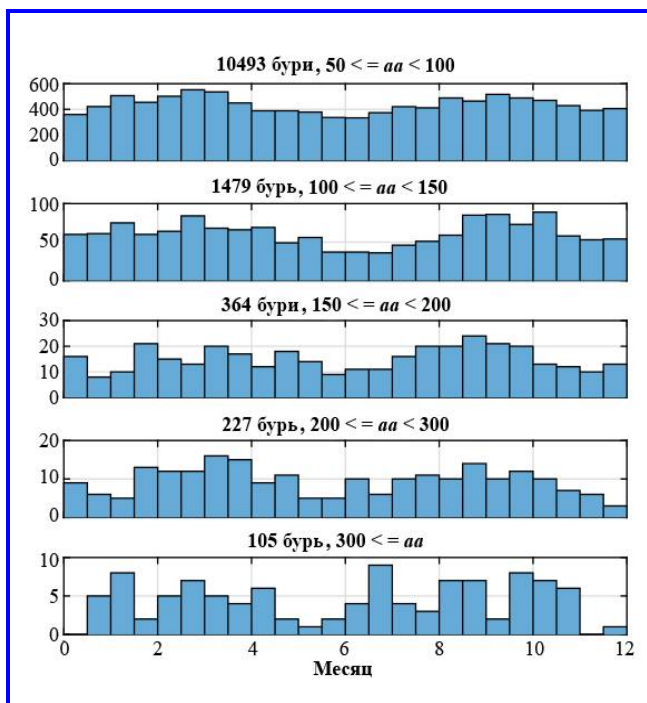 10493 бури, 50 < = aa < 100
600
400
200
0
1479 бурь, 100 < = aa < 150
100
50
0
364 бури, 150 < = aa < 200
30
20
10
0
227 бурь, 200 < = aa < 300
20
10
0
105 бурь, 300 < = aa
10
5
0
0 2 4 6 8 10 12
Месяц